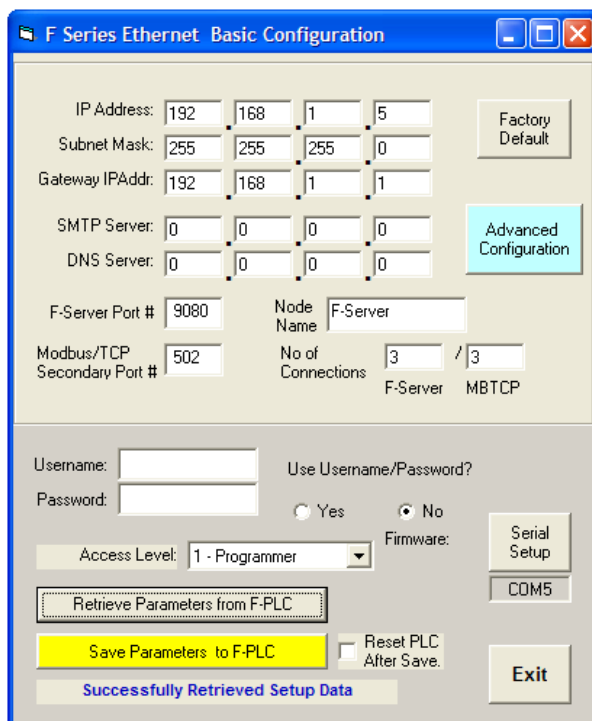 F Series Ethernet  Basic Configuration
IP Address: 192 . 168 . 1 . 5
Factory
Default
Subnet Mask: 255 . 255 . 255 . 0
Gateway IPAddr: 192 . 168 . 1 . 1
SMTP Server: 0 . 0 . 0 . 0
Advanced
Configuration
DNS Server: 0 . 0 . 0 . 0
F-Server Port # 9080
Node
Name
F-Server
Modbus/TCP
Secondary Port #
502
No of
Connections
3 / 3
F-Server MBTCP
Username:
Use Username/Password?
Password:
Yes No
Firmware:
Serial
Setup
Access Level: 1 - Programmer
COM5
Retrieve Parameters from F-PLC
Save Parameters to F-PLC
Reset PLC
After Save.
Exit
Successfully Retrieved Setup Data